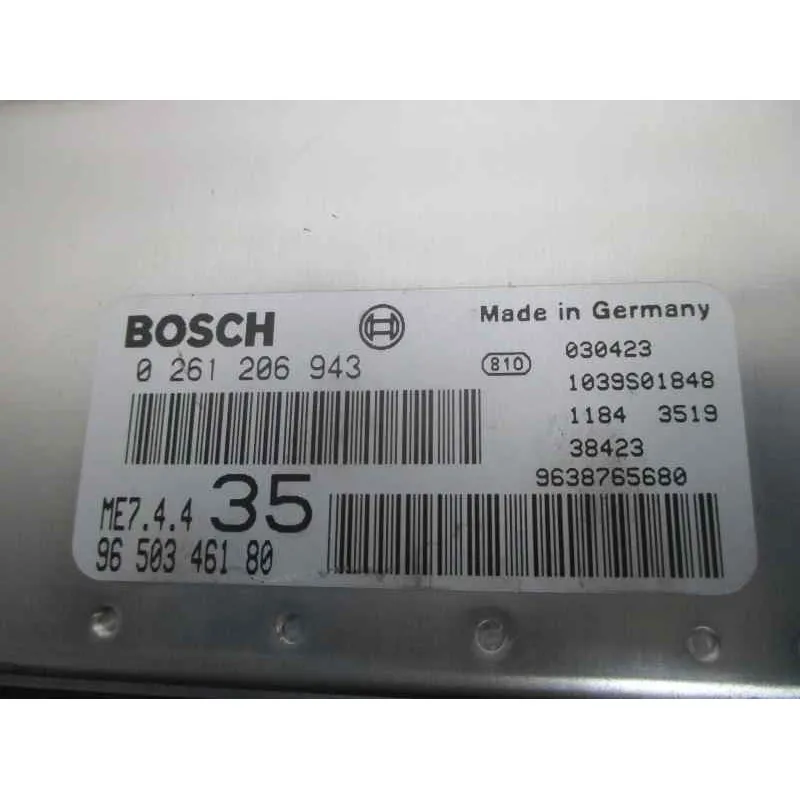 BOSCH
Made in Germany
0 261 206 943
810
030423
1039S01848
1184 3519
38423
9638765680
ME7.4.4 35
96 503 461 80